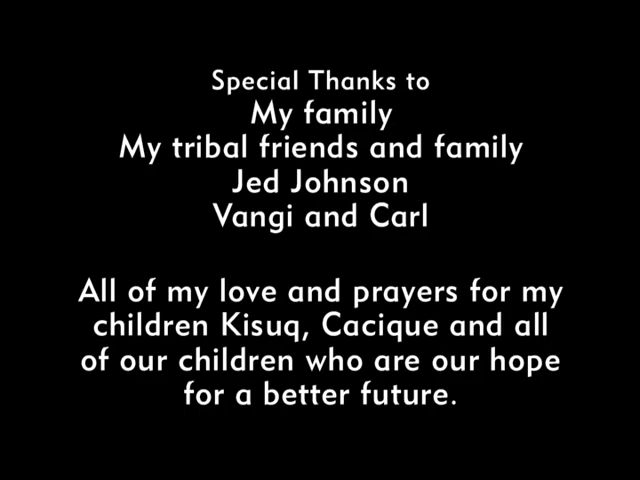 Special Thanks to
My family
My tribal friends and family
Jed Johnson
Vangi and Carl
All of my love and prayers for my
children Kisuq, Cacique and all
of our children who are our hope
for a better future.